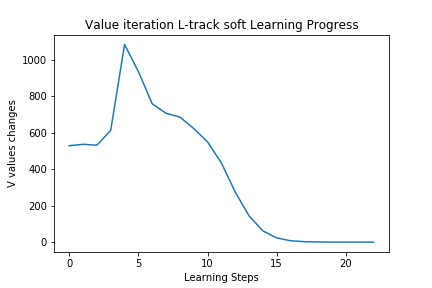 Value iteration L-track soft Learning Progress
1000
800
600
400
200
0
V values changes
0 5 10 15 20
Learning Steps